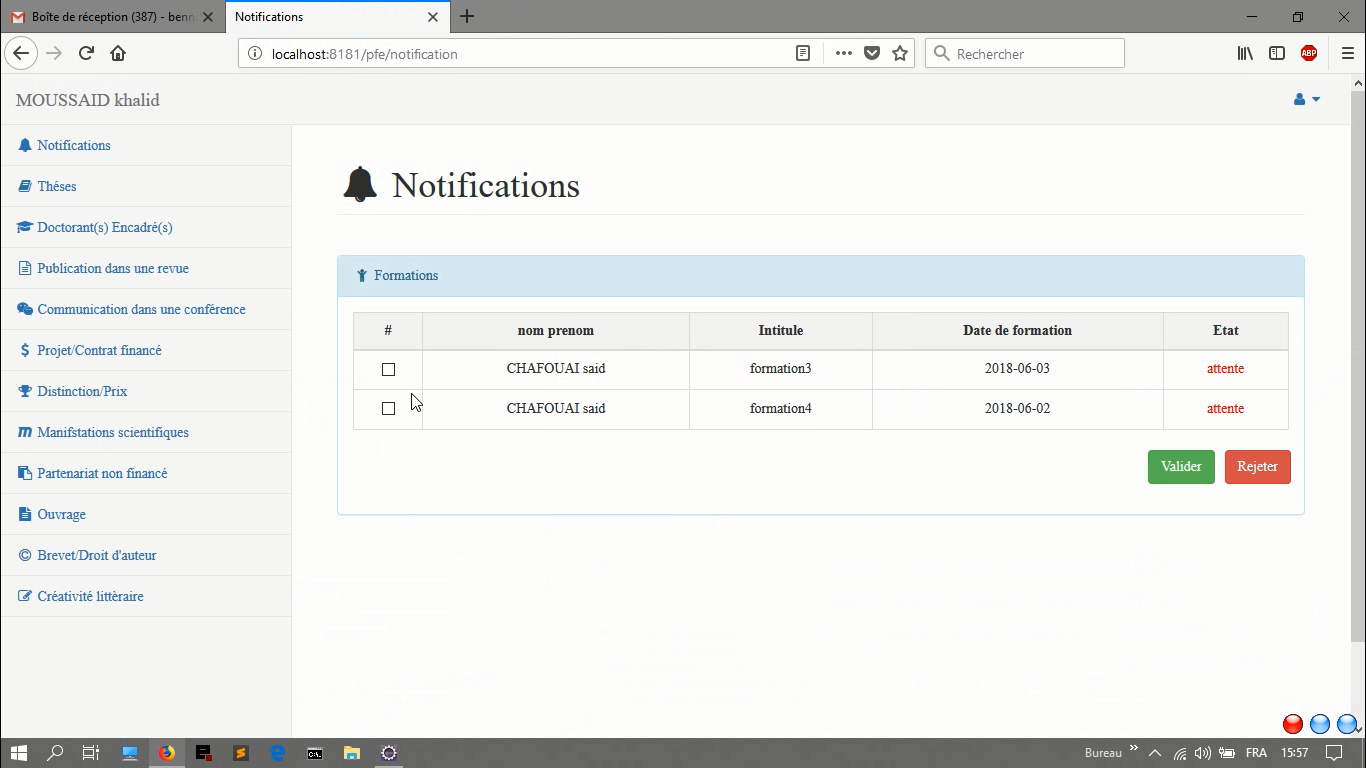 Boîte de réception (387) - benn
Notifications
localhost:8181/pfe/notification
Rechercher
ABP
MOUSSAID khalid
Notifications
Théses
Doctorant(s) Encadré(s)
Publication dans une revue
Communication dans une conférence
$ Projet/Contrat financé
Distinction/Prix
m Manifstations scientifiques
Partenariat non financé
Ouvrage
© Brevet/Droit d'auteur
Créativité littèraire
Notifications
Formations
# nom prenom Intitule Date de formation Etat
CHAFOUAI said formation3 2018-06-03 attente
CHAFOUAI said formation4 2018-06-02 attente
Valider Rejeter
Bureau » FRA 15:57